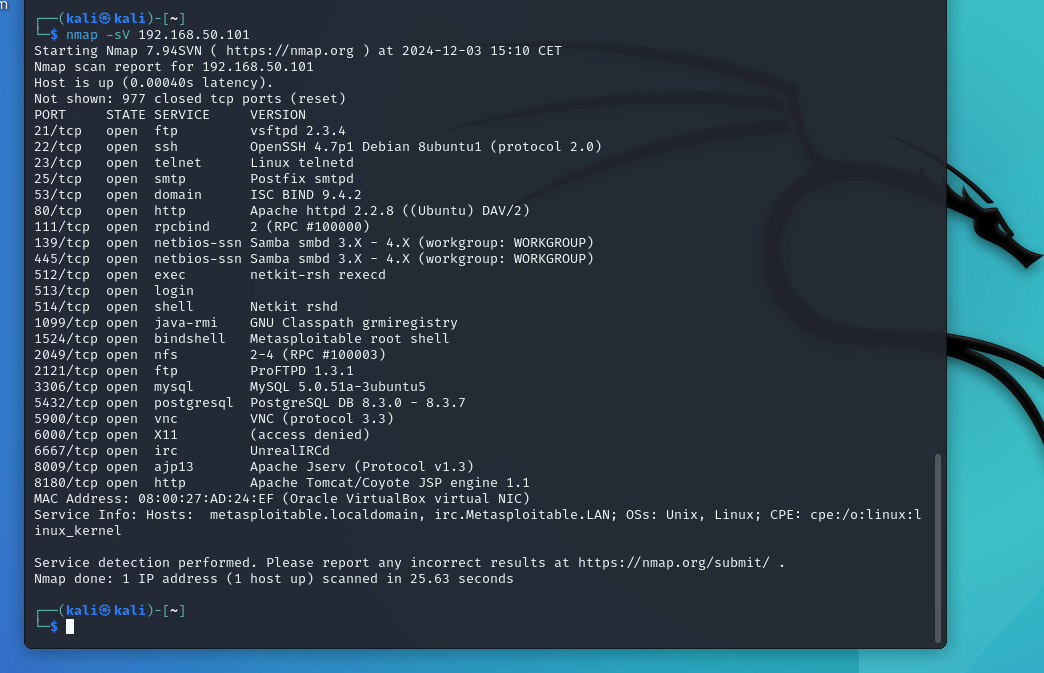 m
┌──(kali㉿kali)-[~]
└─$ nmap -sV 192.168.50.101
Starting Nmap 7.94SVN ( https://nmap.org ) at 2024-12-03 15:10 CET
Nmap scan report for 192.168.50.101
Host is up (0.00040s latency).
Not shown: 977 closed tcp ports (reset)
PORT     STATE SERVICE     VERSION
21/tcp   open  ftp         vsftpd 2.3.4
22/tcp   open  ssh         OpenSSH 4.7p1 Debian 8ubuntu1 (protocol 2.0)
23/tcp   open  telnet      Linux telnetd
25/tcp   open  smtp        Postfix smtpd
53/tcp   open  domain      ISC BIND 9.4.2
80/tcp   open  http        Apache httpd 2.2.8 ((Ubuntu) DAV/2)
111/tcp  open  rpcbind     2 (RPC #100000)
139/tcp  open  netbios-ssn Samba smbd 3.X - 4.X (workgroup: WORKGROUP)
445/tcp  open  netbios-ssn Samba smbd 3.X - 4.X (workgroup: WORKGROUP)
512/tcp  open  exec        netkit-rsh rexecd
513/tcp  open  login
514/tcp  open  shell       Netkit rshd
1099/tcp open  java-rmi    GNU Classpath grmiregistry
1524/tcp open  bindshell   Metasploitable root shell
2049/tcp open  nfs         2-4 (RPC #100003)
2121/tcp open  ftp         ProFTPD 1.3.1
3306/tcp open  mysql       MySQL 5.0.51a-3ubuntu5
5432/tcp open  postgresql  PostgreSQL DB 8.3.0 - 8.3.7
5900/tcp open  vnc         VNC (protocol 3.3)
6000/tcp open  X11         (access denied)
6667/tcp open  irc         UnrealIRCd
8009/tcp open  ajp13       Apache Jserv (Protocol v1.3)
8180/tcp open  http        Apache Tomcat/Coyote JSP engine 1.1
MAC Address: 08:00:27:AD:24:EF (Oracle VirtualBox virtual NIC)
Service Info: Hosts:  metasploitable.localdomain, irc.Metasploitable.LAN; OSs: Unix, Linux; CPE: cpe:/o:linux:l
inux_kernel
Service detection performed. Please report any incorrect results at https://nmap.org/submit/ .
Nmap done: 1 IP address (1 host up) scanned in 25.63 seconds
┌──(kali㉿kali)-[~]
└─$